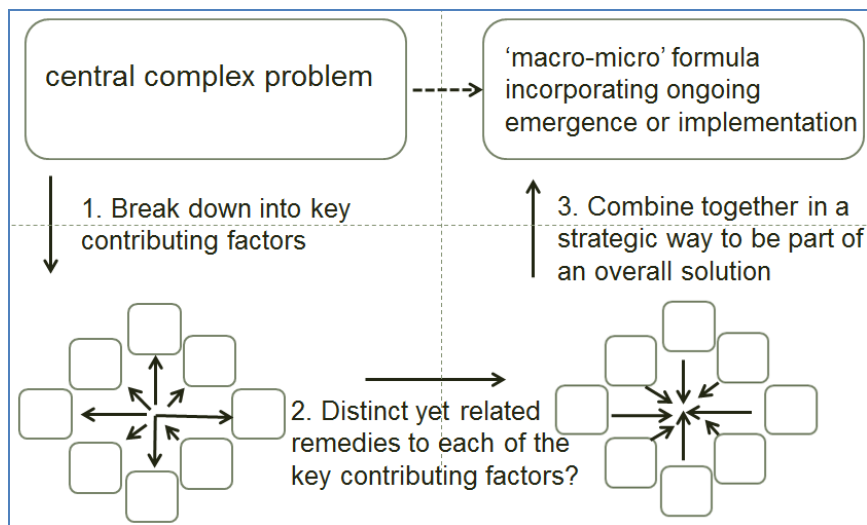 central complex problem
‘macro-micro’ formula
incorporating ongoing
emergence or implementation
1. Break down into key
contributing factors
3. Combine together in a
strategic way to be part of
an overall solution
2. Distinct yet related
remedies to each of the
key contributing factors?